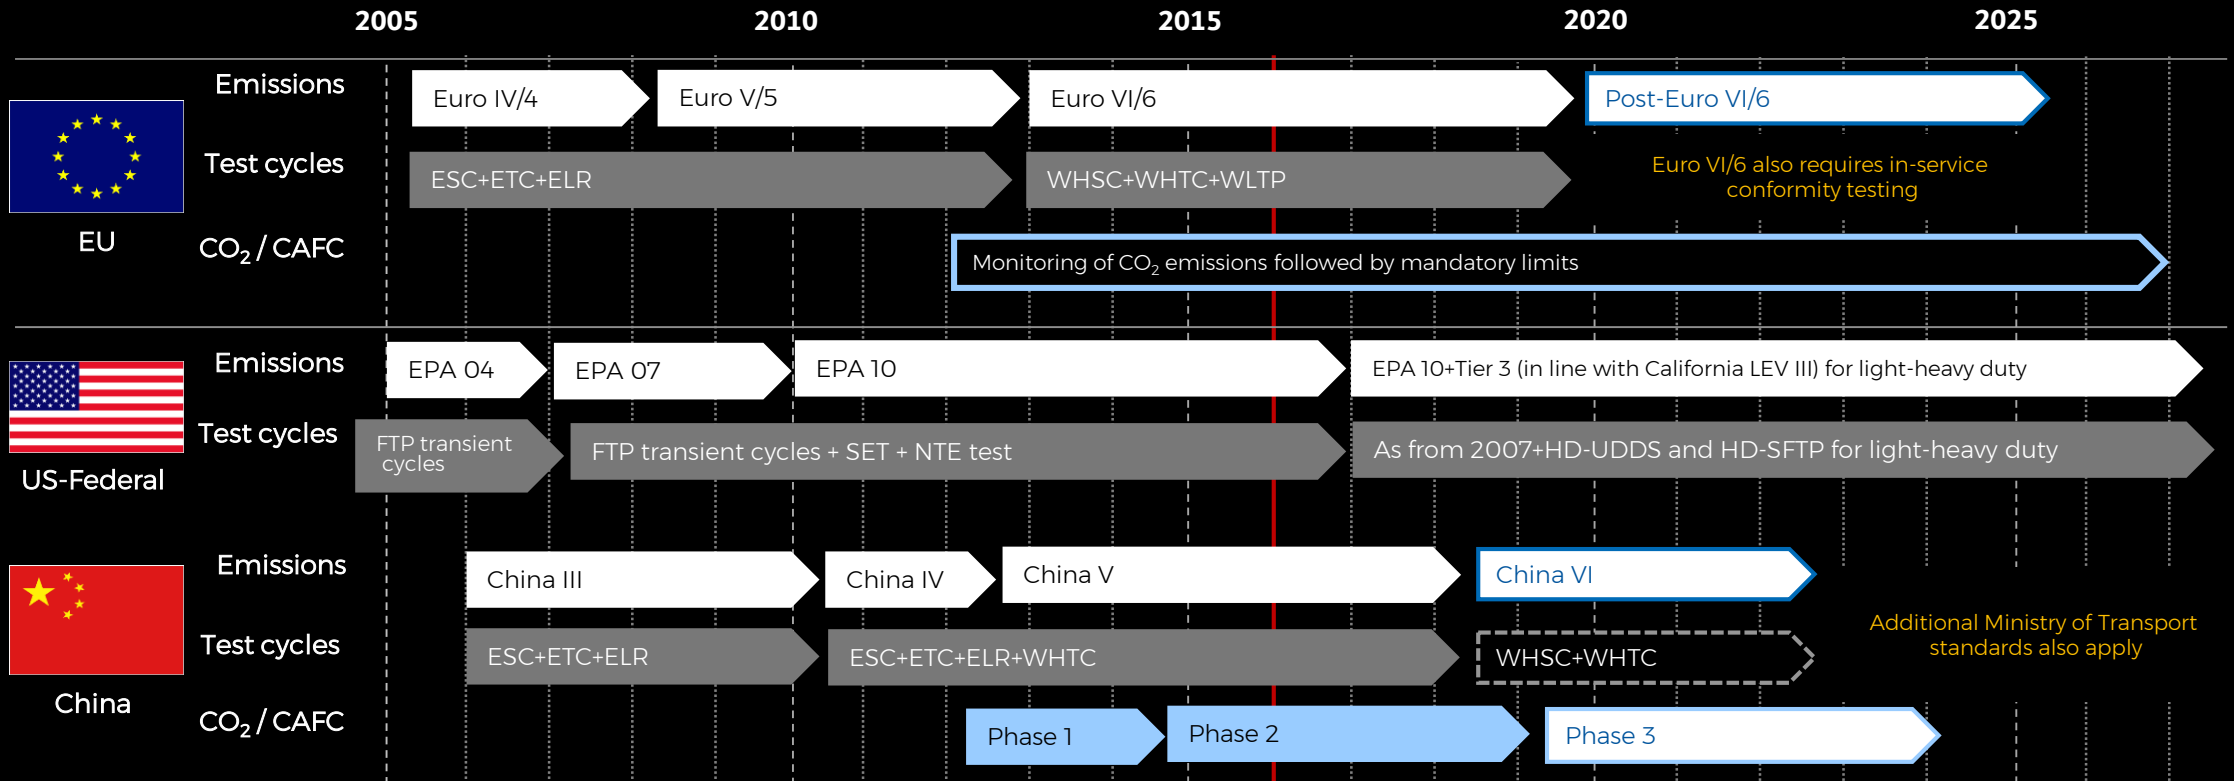 2005 2010 2015 2020 2025
Emissions
Euro IV/4
Euro V/5
Euro VI/6
Post-Euro VI/6
Test cycles
ESC+ETC+ELR
WHSC+WHTC+WLTP
Euro VI/6 also requires in-service
conformity testing
EU
CO₂ / CAFC
Monitoring of CO₂ emissions followed by mandatory limits
Emissions
EPA 04
EPA 07
EPA 10
EPA 10+Tier 3 (in line with California LEV III) for light-heavy duty
Test cycles
FTP transient
cycles
FTP transient cycles + SET + NTE test
As from 2007+HD-UDDS and HD-SFTP for light-heavy duty
US-Federal
Emissions
China III
China IV
China V
China VI
Test cycles
ESC+ETC+ELR
ESC+ETC+ELR+WHTC
WHSC+WHTC
Additional Ministry of Transport
standards also apply
China
CO₂ / CAFC
Phase 1
Phase 2
Phase 3